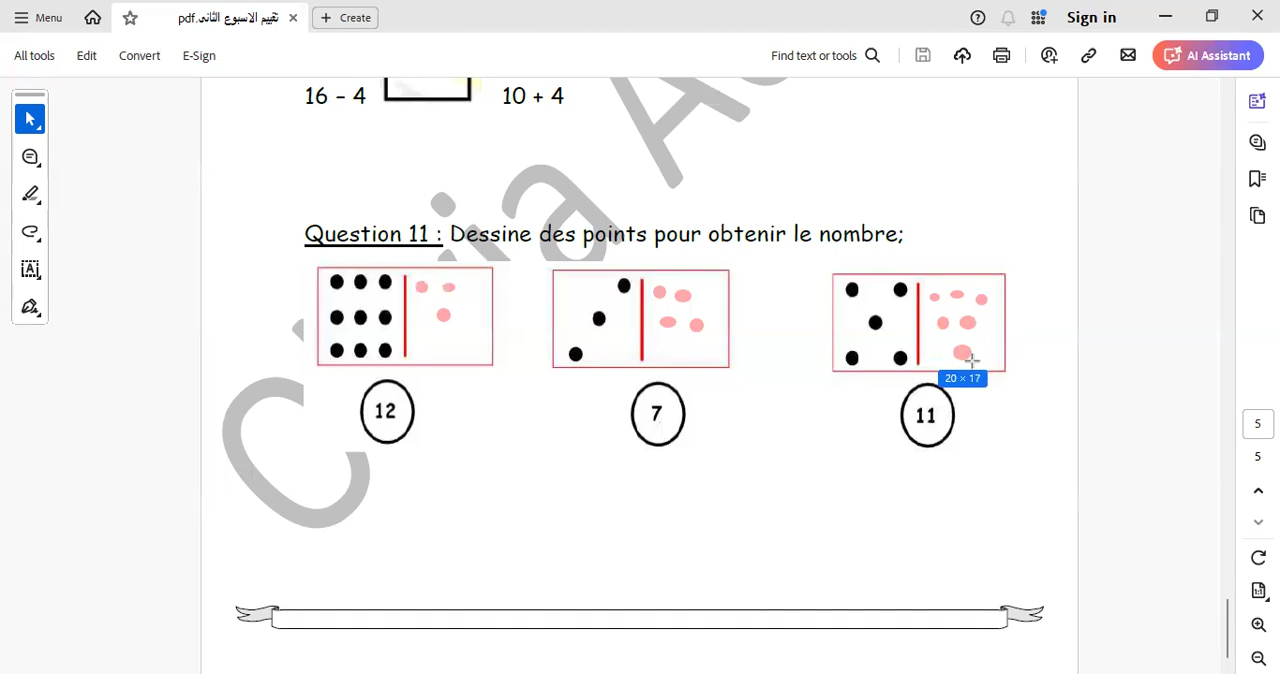 Menu
تقييم الاسبوع الثانى.pdf
Create
Sign in
All tools Edit Convert E-Sign
Find text or tools
AI Assistant
16 – 4 10 + 4
Question 11 : Dessine des points pour obtenir le nombre;
20 × 17
12 7 11
5
5
1:1